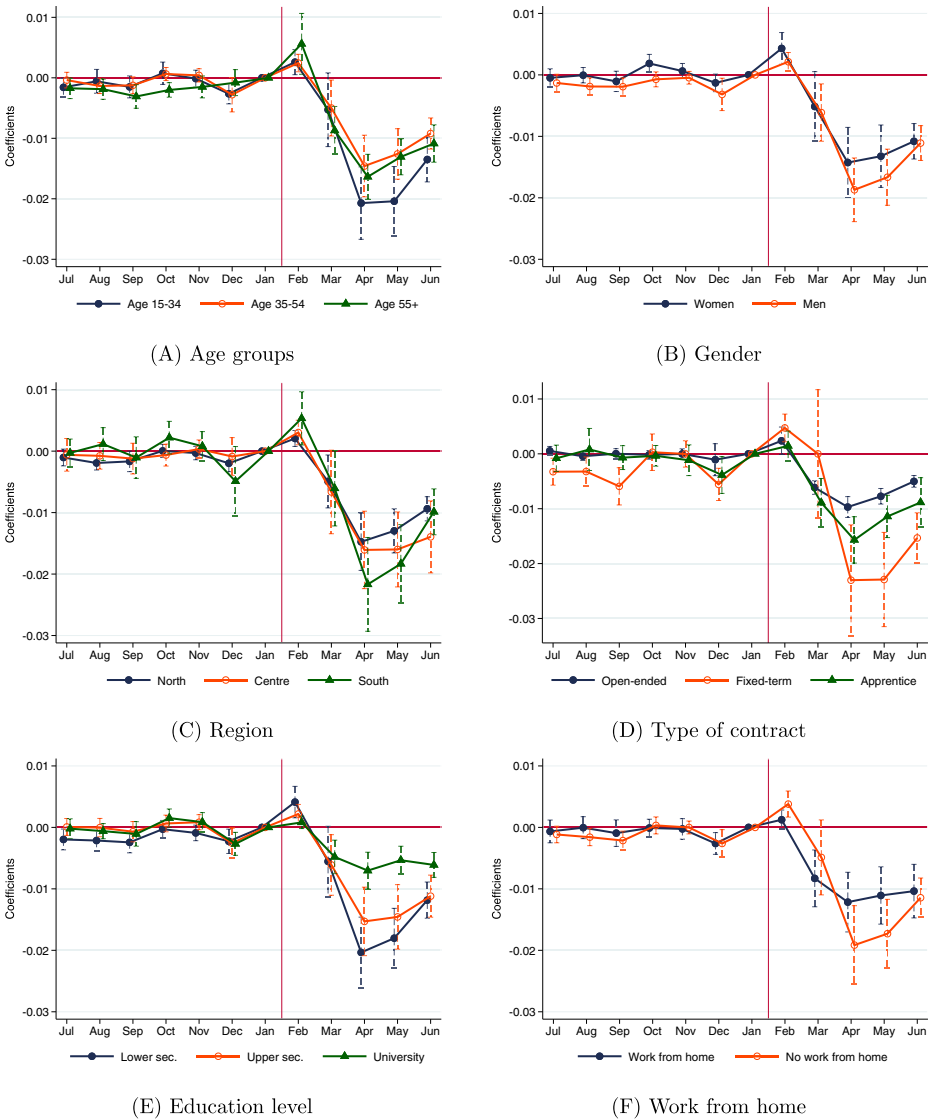 0.01
0.00
-0.01
-0.02
-0.03
Coefficients
Jul Aug Sep Oct Nov Dec Jan Feb Mar Apr May Jun
Age 15-34 Age 35-54 Age 55+
(A) Age groups
0.01
0.00
-0.01
-0.02
-0.03
Coefficients
Jul Aug Sep Oct Nov Dec Jan Feb Mar Apr May Jun
Women Men
(B) Gender
0.01
0.00
-0.01
-0.02
-0.03
Coefficients
Jul Aug Sep Oct Nov Dec Jan Feb Mar Apr May Jun
North Centre South
(C) Region
0.01
0.00
-0.01
-0.02
-0.03
Coefficients
Jul Aug Sep Oct Nov Dec Jan Feb Mar Apr May Jun
Open-ended Fixed-term Apprentice
(D) Type of contract
0.01
0.00
-0.01
-0.02
-0.03
Coefficients
Jul Aug Sep Oct Nov Dec Jan Feb Mar Apr May Jun
Lower sec. Upper sec. University
(E) Education level
0.01
0.00
-0.01
-0.02
-0.03
Coefficients
Jul Aug Sep Oct Nov Dec Jan Feb Mar Apr May Jun
Work from home No work from home
(F) Work from home